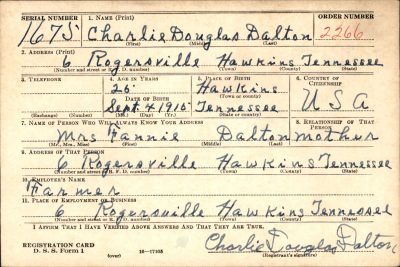 SERIAL NUMBER 1. NAME (Print) ORDER NUMBER
1675 Charlie Douglas Dalton 2266
(First) (Middle) (Last)
2. ADDRESS (Print)
6 Rogersville Hawkins Tennessee
(Number and street or R. F. D. number) (Town) (County) (State)
3. TELEPHONE 4. AGE IN YEARS 5. PLACE OF BIRTH 6. COUNTRY OF CITIZENSHIP
26 Hawkins
DATE OF BIRTH (Town or county)
Sept 4 1916 Tennessee U S A
(Mo.) (Day) (Yr.) (State or country)
7. NAME OF PERSON WHO WILL ALWAYS KNOW YOUR ADDRESS 8. RELATIONSHIP OF THAT PERSON
Mrs Fannie Dalton mother
(Mr., Mrs., Miss) (First) (Middle) (Last)
9. ADDRESS OF THAT PERSON
6 Rogersville Hawkins Tennessee
(Number and street or R. F. D. number) (Town) (County) (State)
10. EMPLOYER'S NAME
Farmer
11. PLACE OF EMPLOYMENT OR BUSINESS
6 Rogersville Hawkins Tennessee
(Number and street or R. F. D. number) (Town) (County) (State)
I AFFIRM THAT I HAVE VERIFIED ABOVE ANSWERS AND THAT THEY ARE TRUE.
REGISTRATION CARD
D. S. S. Form 1 16—17105 Charlie Douglas Dalton
(over) (Registrant's signature)